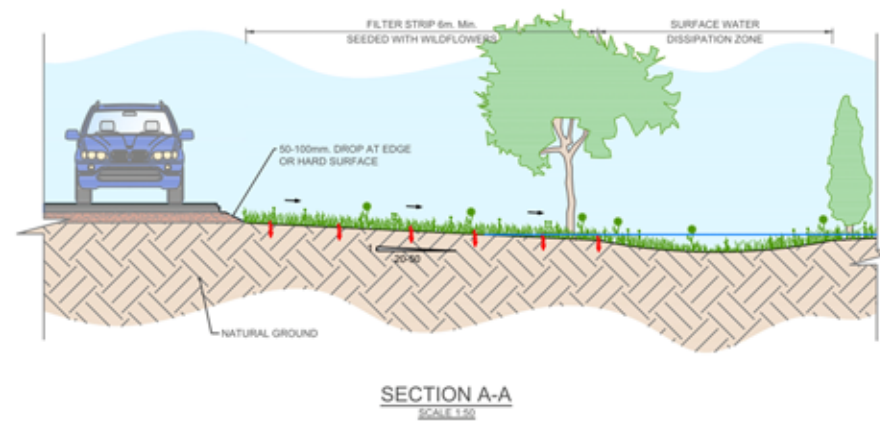 FILTER STRIP 6m. Min.
SEEDED WITH WILDFLOWERS
SURFACE WATER
DISSIPATION ZONE
50-100mm. DROP AT EDGE
OR HARD SURFACE
1
20-50
NATURAL GROUND
SECTION A-A
SCALE 1:50